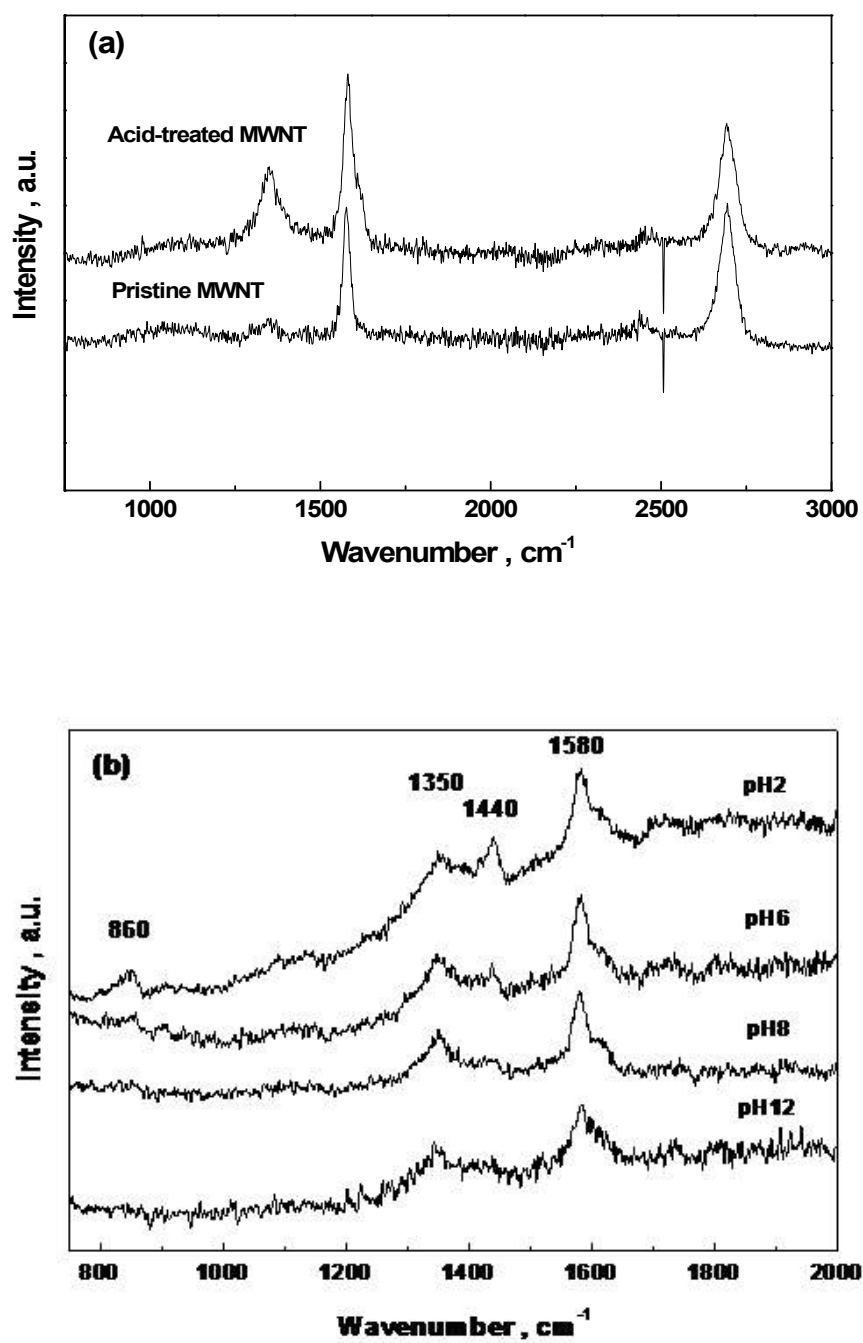 (a)
Acid-treated MWNT
Pristine MWNT
Intensity , a.u.
1000 1500 2000 2500 3000
Wavenumber , cm⁻¹
(b)
1580
1350
pH2
1440
860
pH6
pH8
pH12
Intensity , a.u.
800 1000 1200 1400 1600 1800 2000
Wavenumber , cm⁻¹